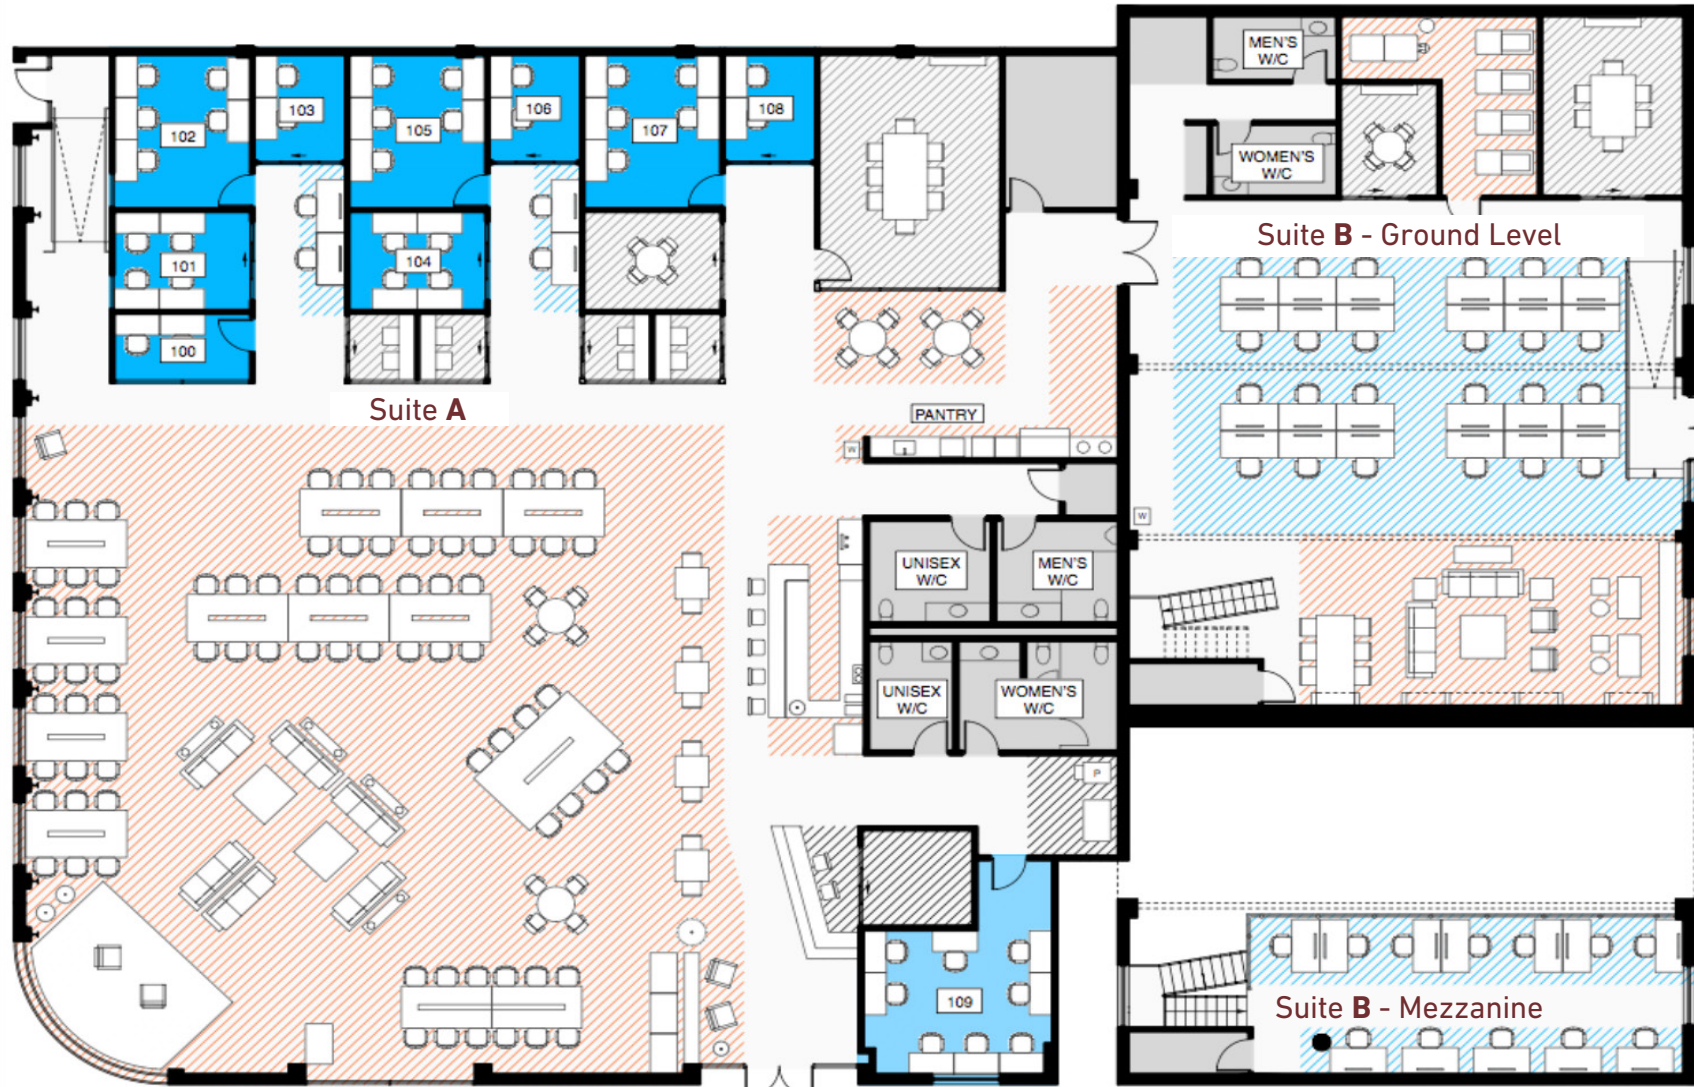 MEN'S
W/C
103
106
108
102
105
107
WOMEN'S
W/C
Suite B - Ground Level
101
104
100
Suite A
PANTRY
W
W
UNISEX
W/C
MEN'S
W/C
UNISEX
W/C
WOMEN'S
W/C
P
109
Suite B - Mezzanine